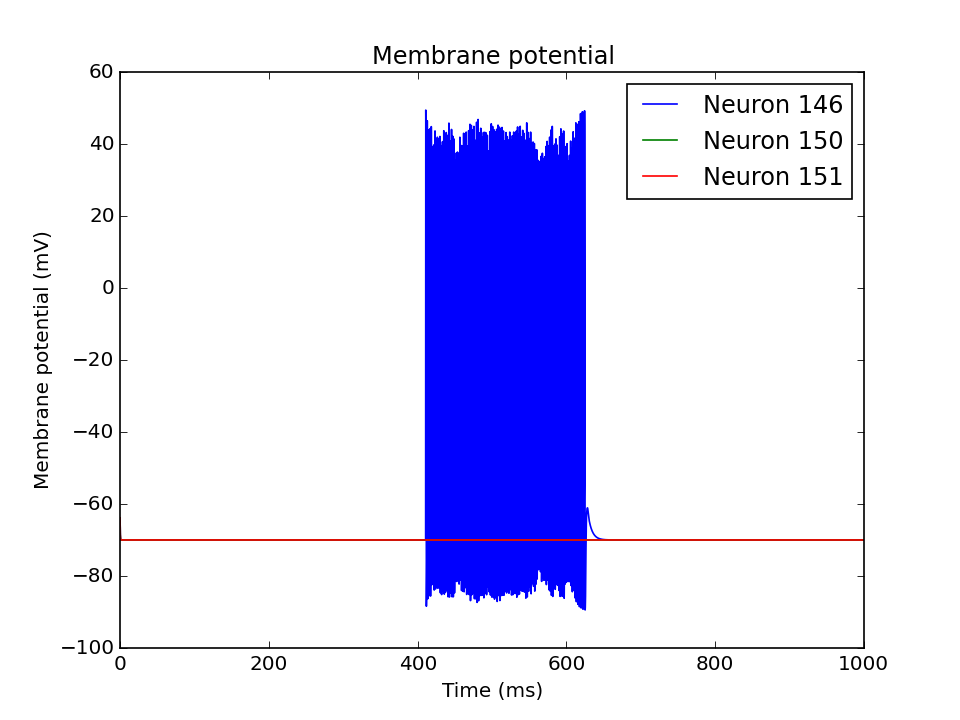 Membrane potential
60
40
20
0
−20
−40
−60
−80
−100
Membrane potential (mV)
Neuron 146
Neuron 150
Neuron 151
0 200 400 600 800 1000
Time (ms)